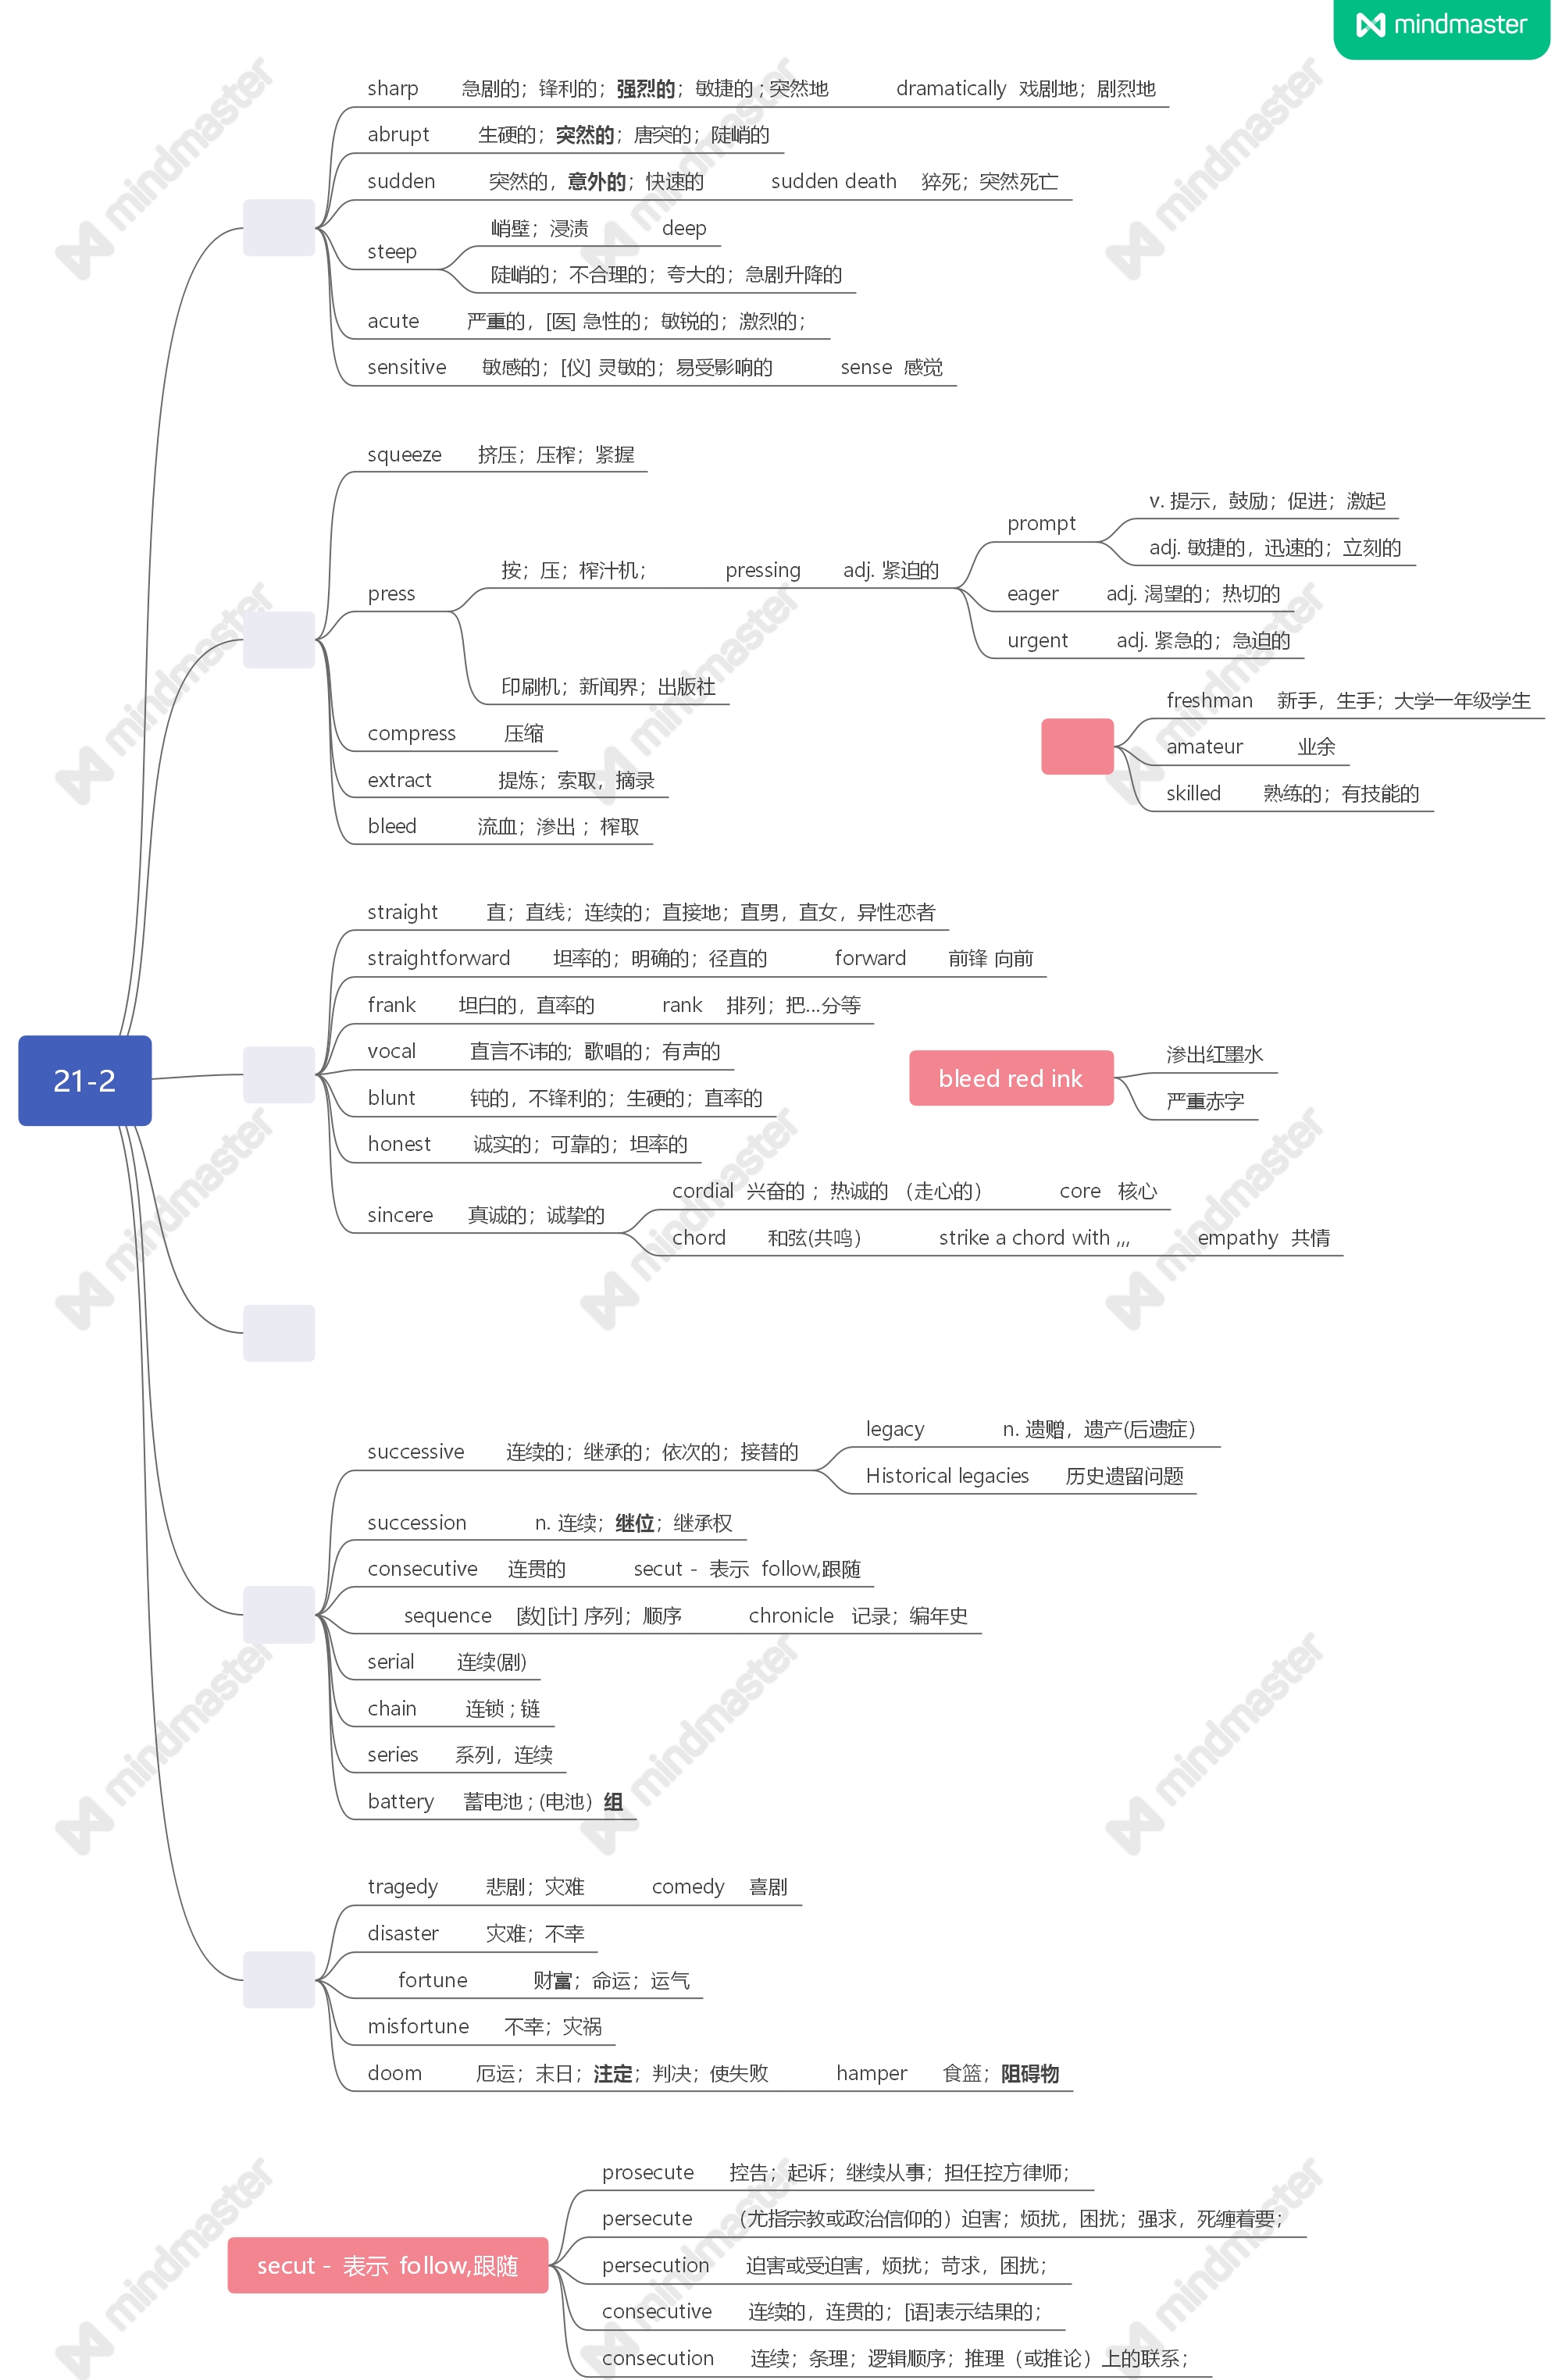 mindmaster
21-2
sharp 急剧的；锋利的；强烈的；敏捷的 ; 突然地 dramatically 戏剧地；剧烈地
abrupt 生硬的；突然的；唐突的；陡峭的
sudden 突然的，意外的；快速的 sudden death 猝死；突然死亡
steep
峭壁；浸渍 deep
陡峭的；不合理的；夸大的；急剧升降的
acute 严重的，[医] 急性的；敏锐的；激烈的；
sensitive 敏感的；[仪] 灵敏的；易受影响的 sense 感觉
squeeze 挤压；压榨；紧握
press
按；压；榨汁机； pressing adj. 紧迫的
prompt
v. 提示，鼓励；促进；激起
adj. 敏捷的，迅速的；立刻的
eager adj. 渴望的；热切的
urgent adj. 紧急的；急迫的
印刷机；新闻界；出版社
compress 压缩
extract 提炼；索取，摘录
bleed 流血；渗出 ；榨取
freshman 新手，生手；大学一年级学生
amateur 业余
skilled 熟练的；有技能的
straight 直；直线；连续的；直接地；直男，直女，异性恋者
straightforward 坦率的；明确的；径直的 forward 前锋 向前
frank 坦白的，直率的 rank 排列；把...分等
vocal 直言不讳的; 歌唱的；有声的
blunt 钝的，不锋利的；生硬的；直率的
honest 诚实的；可靠的；坦率的
sincere 真诚的；诚挚的
cordial 兴奋的 ；热诚的 （走心的） core 核心
chord 和弦(共鸣） strike a chord with ,,, empathy 共情
bleed red ink
渗出红墨水
严重赤字
successive 连续的；继承的；依次的；接替的
legacy n. 遗赠，遗产(后遗症)
Historical legacies 历史遗留问题
succession n. 连续；继位；继承权
consecutive 连贯的 secut - 表示 follow,跟随
sequence [数][计] 序列；顺序 chronicle 记录；编年史
serial 连续(剧)
chain 连锁 ; 链
series 系列，连续
battery 蓄电池 ; (电池）组
tragedy 悲剧；灾难 comedy 喜剧
disaster 灾难；不幸
fortune 财富；命运；运气
misfortune 不幸；灾祸
doom 厄运；末日；注定；判决；使失败 hamper 食篮；阻碍物
secut - 表示 follow,跟随
prosecute 控告；起诉；继续从事；担任控方律师；
persecute （尤指宗教或政治信仰的）迫害；烦扰，困扰；强求，死缠着要；
persecution 迫害或受迫害，烦扰；苛求，困扰；
consecutive 连续的，连贯的；[语]表示结果的；
consecution 连续；条理；逻辑顺序；推理（或推论）上的联系；